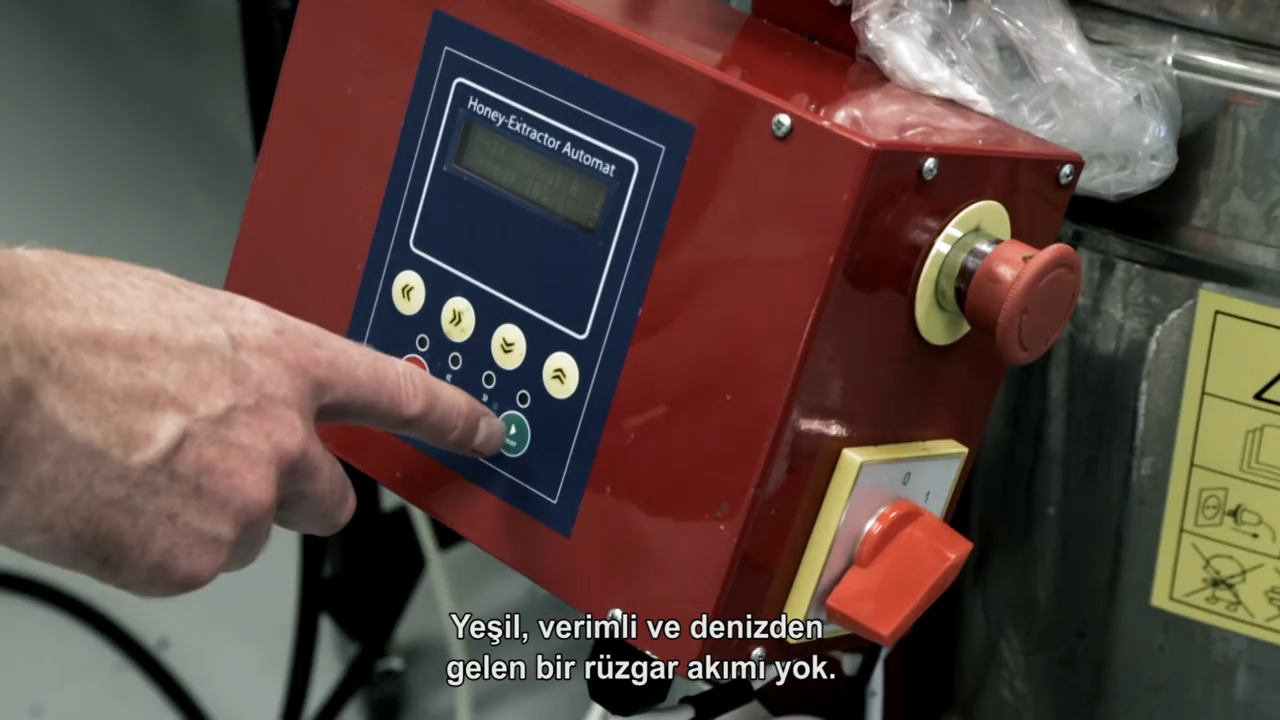 Honey-Extractor Automat
0
1
Yeşil, verimli ve denizden
gelen bir rüzgar akımı yok.